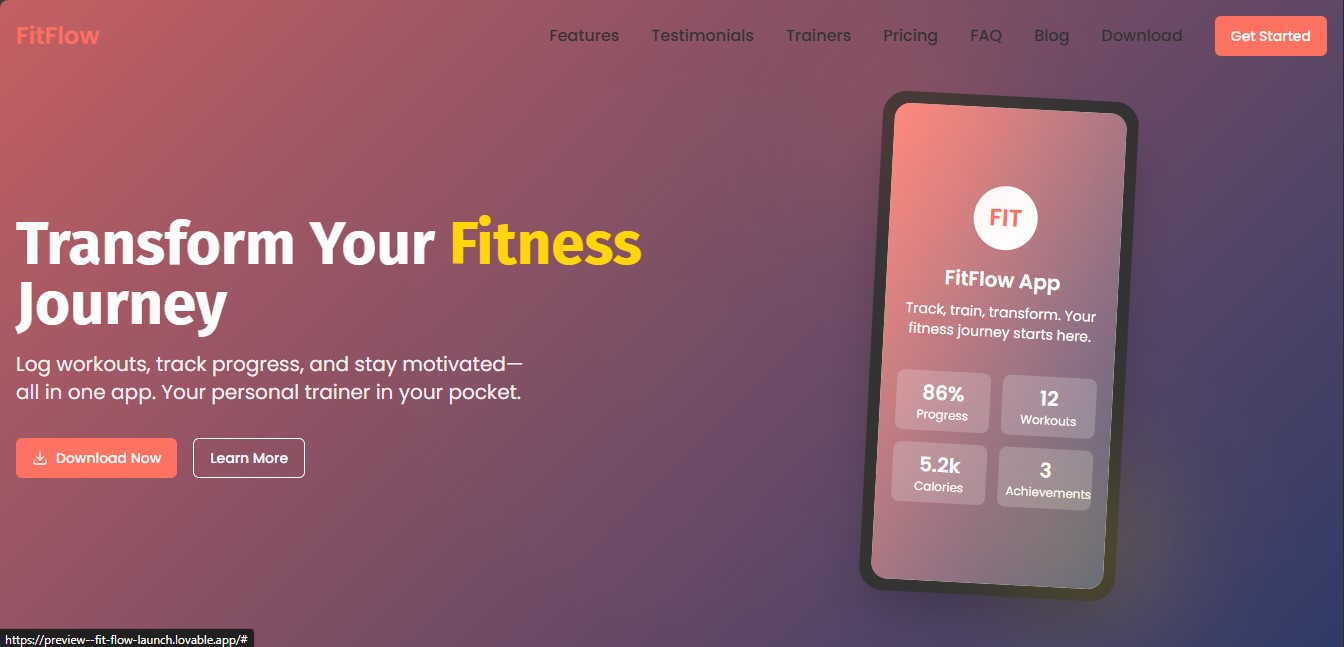 FitFlow
Features Testimonials Trainers Pricing FAQ Blog Download Get Started
Transform Your Fitness
Journey
Log workouts, track progress, and stay motivated—
all in one app. Your personal trainer in your pocket.
Download Now Learn More
FIT
FitFlow App
Track, train, transform. Your
fitness journey starts here.
86% 12
Progress Workouts
5.2k 3
Calories Achievements
https://preview--fit-flow-launch.lovable.app/#